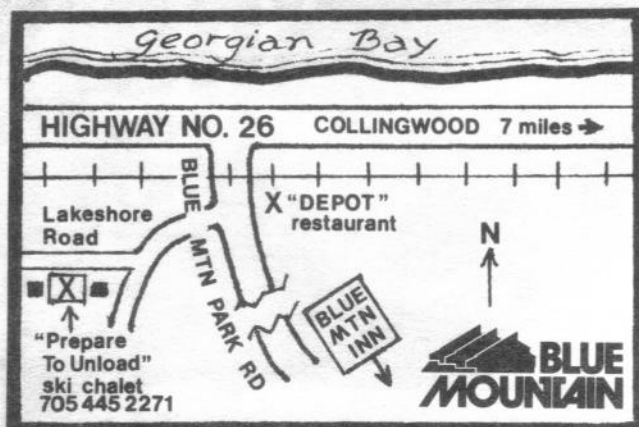 Georgian Bay
HIGHWAY NO. 26 COLLINGWOOD 7 miles
BLUE MTN PARK RD
X "DEPOT"
restaurant
Lakeshore
Road
X
"Prepare
To Unload"
ski chalet
705 445 2271
BLUE
MTN
INN
N
BLUE
MOUNTAIN